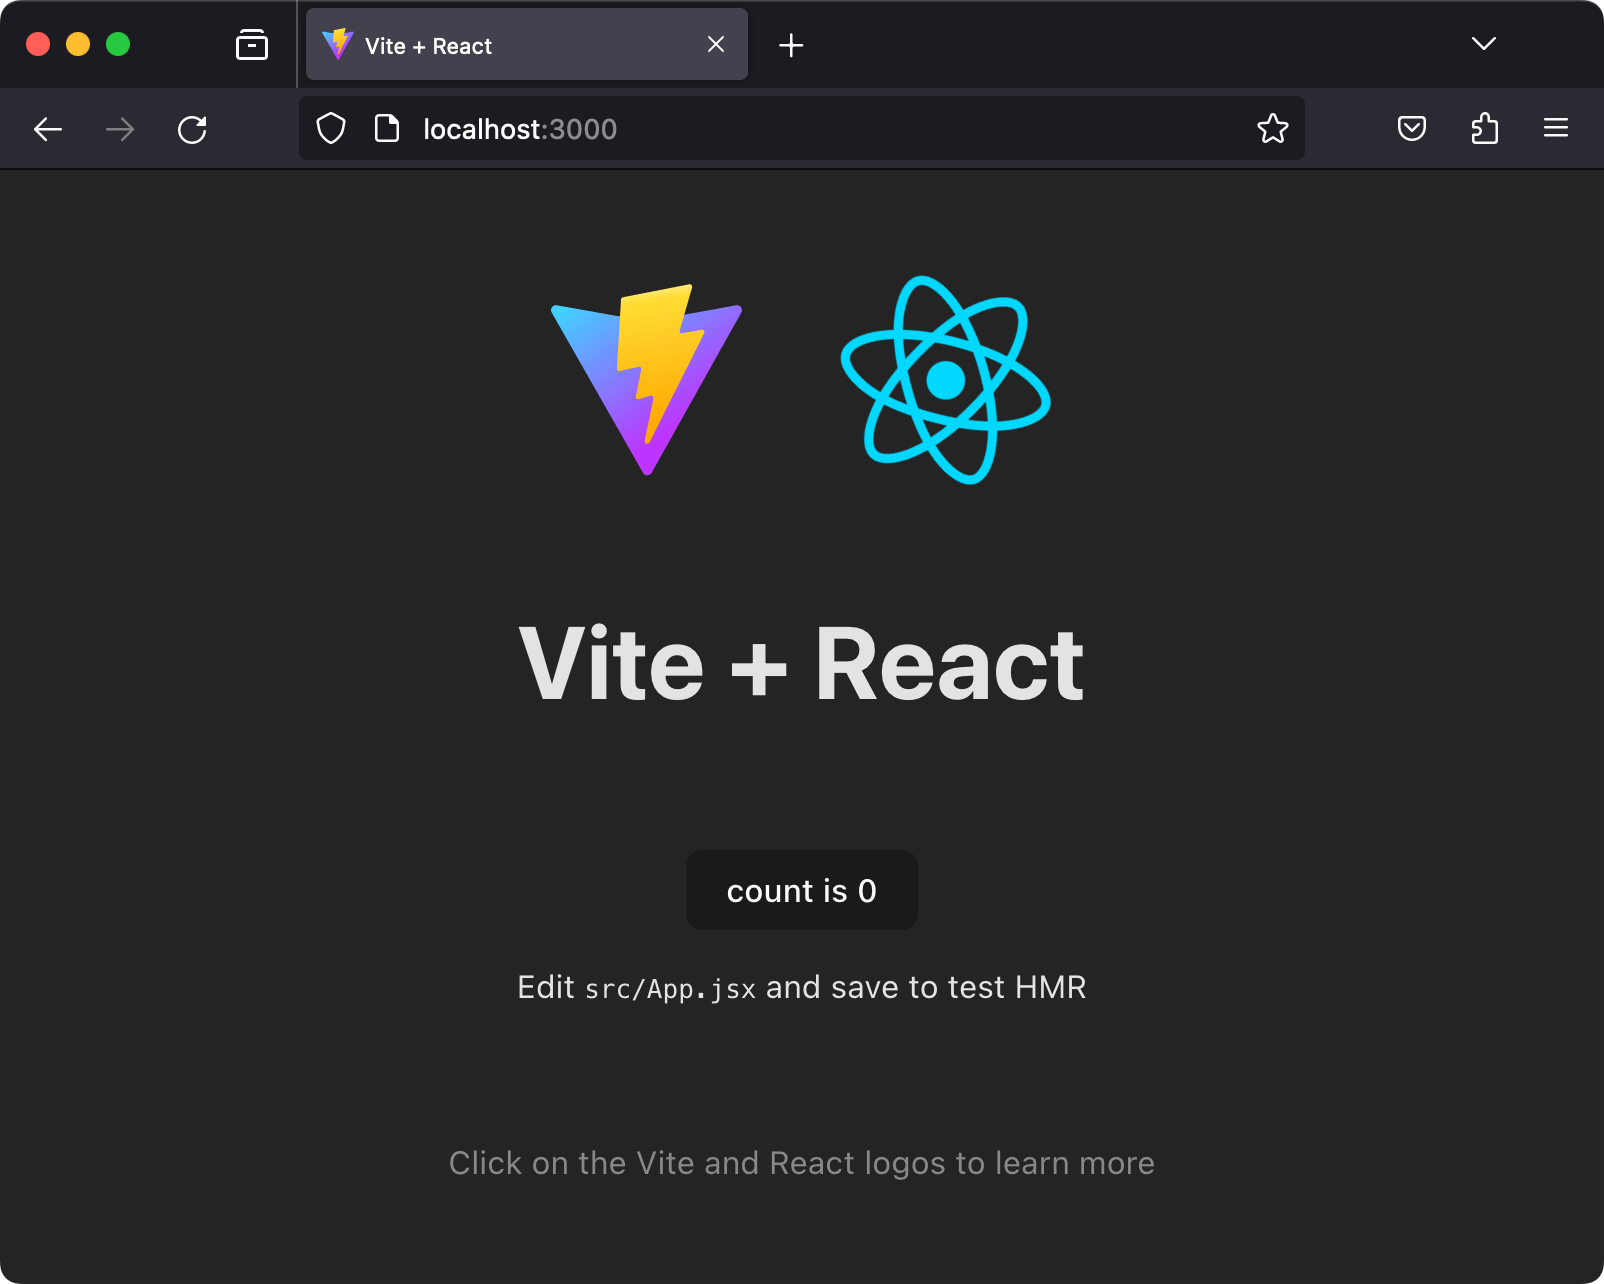 Vite + React
localhost:3000
Vite + React
count is 0
Edit src/App.jsx and save to test HMR
Click on the Vite and React logos to learn more